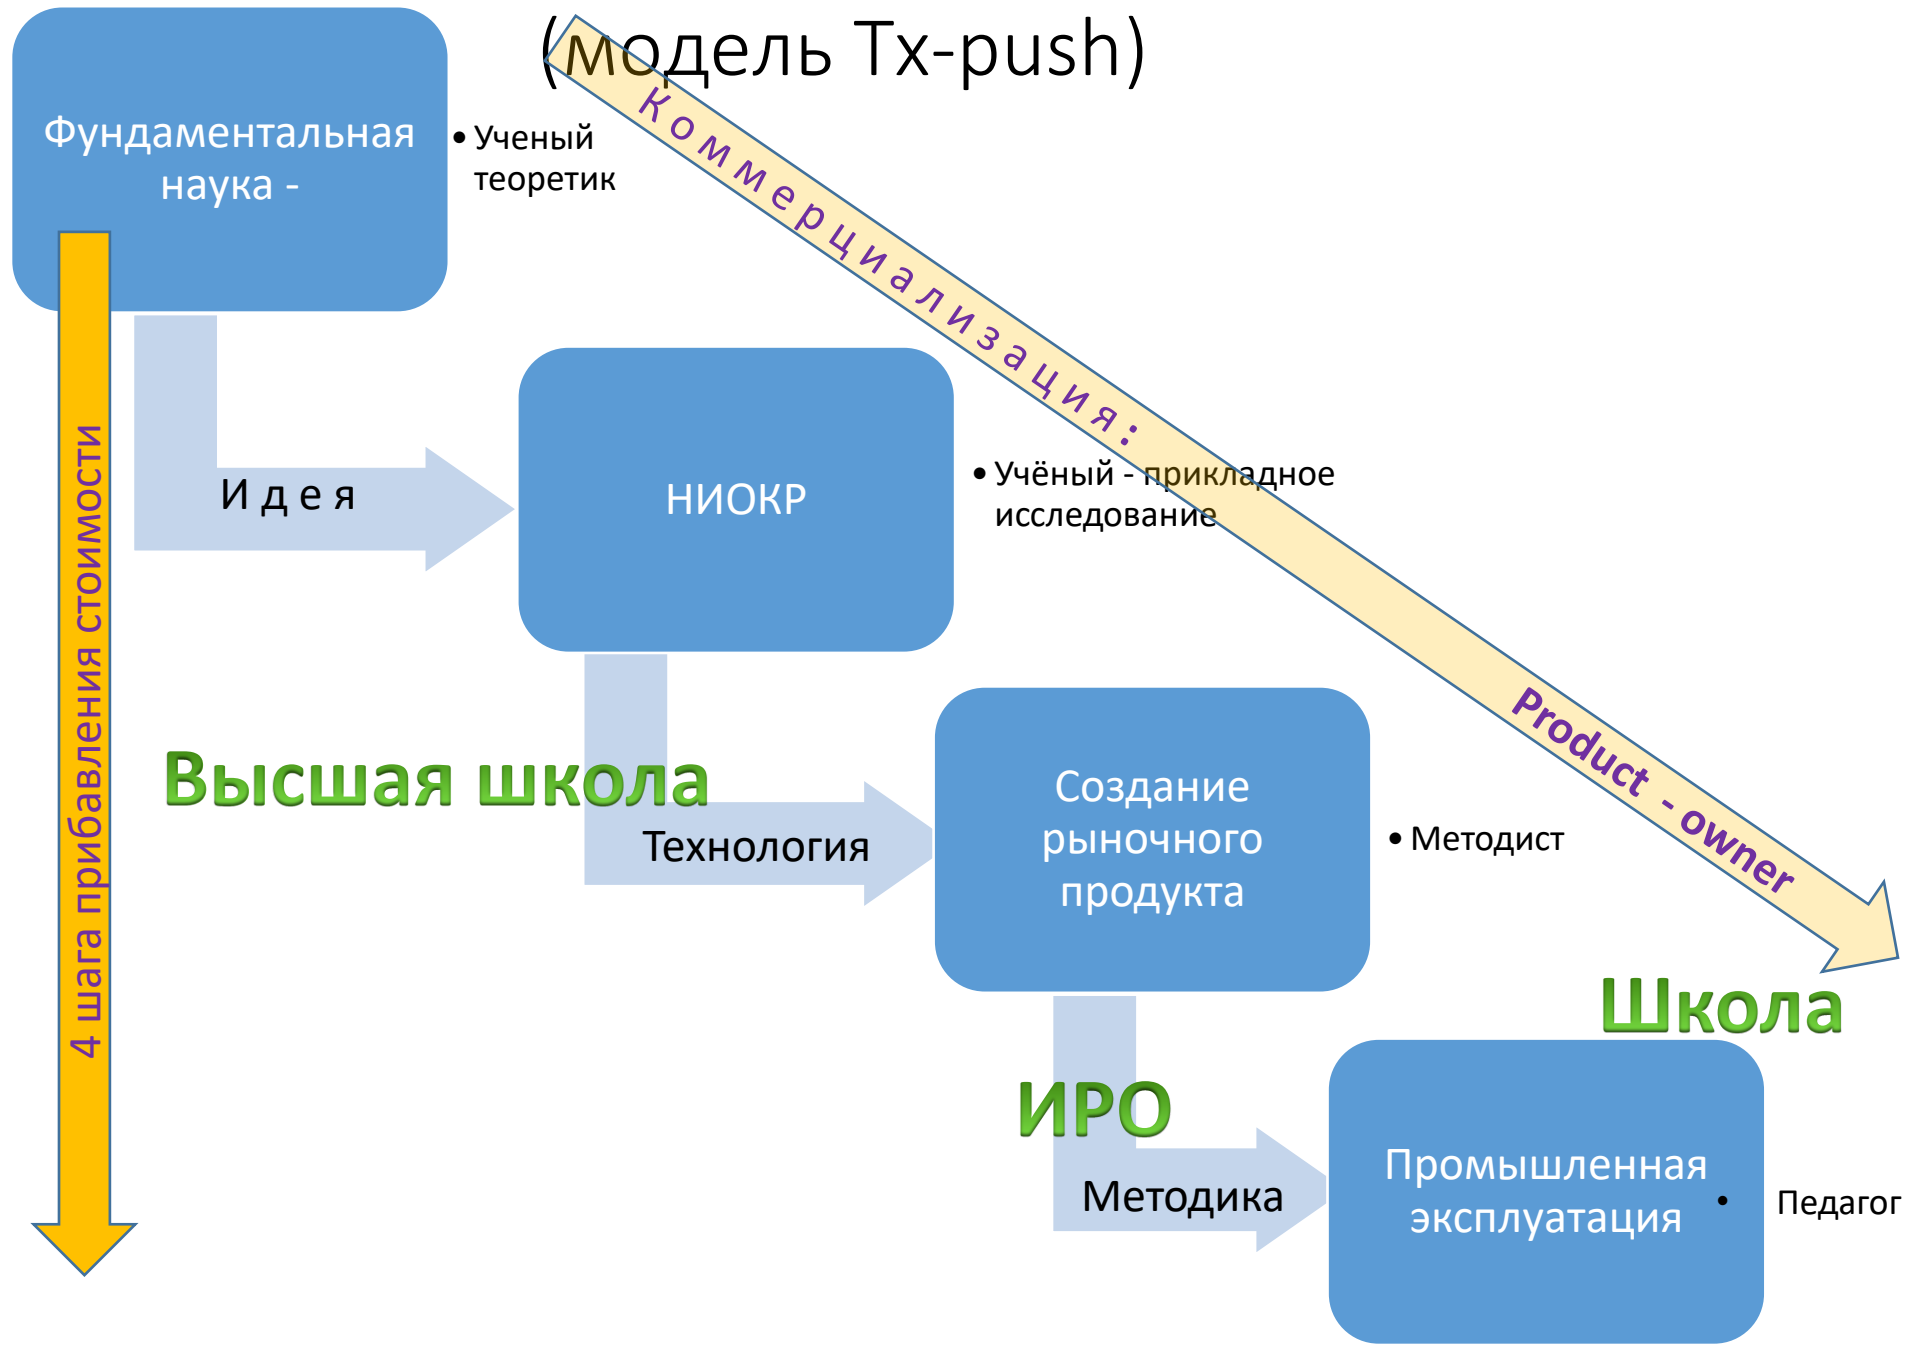 (модель Tx-push)
Фундаментальная
наука -
• Ученый
теоретик
Коммерциализация:
Product - owner
4 шага прибавления стоимости
Идея
НИОКР
• Учёный - прикладное
исследование
Высшая школа
Технология
Создание
рыночного
продукта
• Методист
Школа
ИРО
Методика
Промышленная
эксплуатация
• Педагог